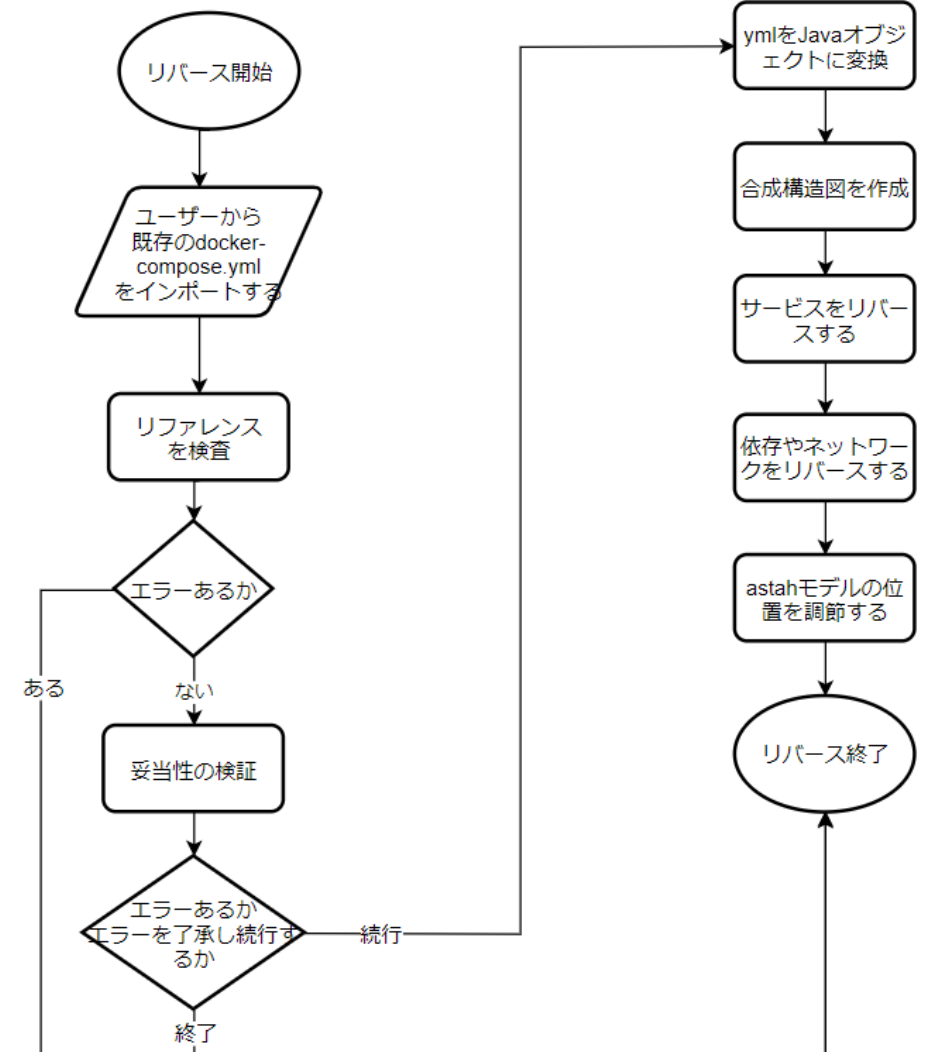 リバース開始
ユーザーから
既存のdocker-
compose.yml
をインポートする
リファレンス
を検査
エラーあるか
ある
ない
妥当性の検証
エラーあるか
エラーを了承し続行す
るか
続行
終了
ymlをJavaオブジ
ェクトに変換
合成構造図を作成
サービスをリバー
スする
依存やネットワー
クをリバースする
astahモデルの位
置を調節する
リバース終了